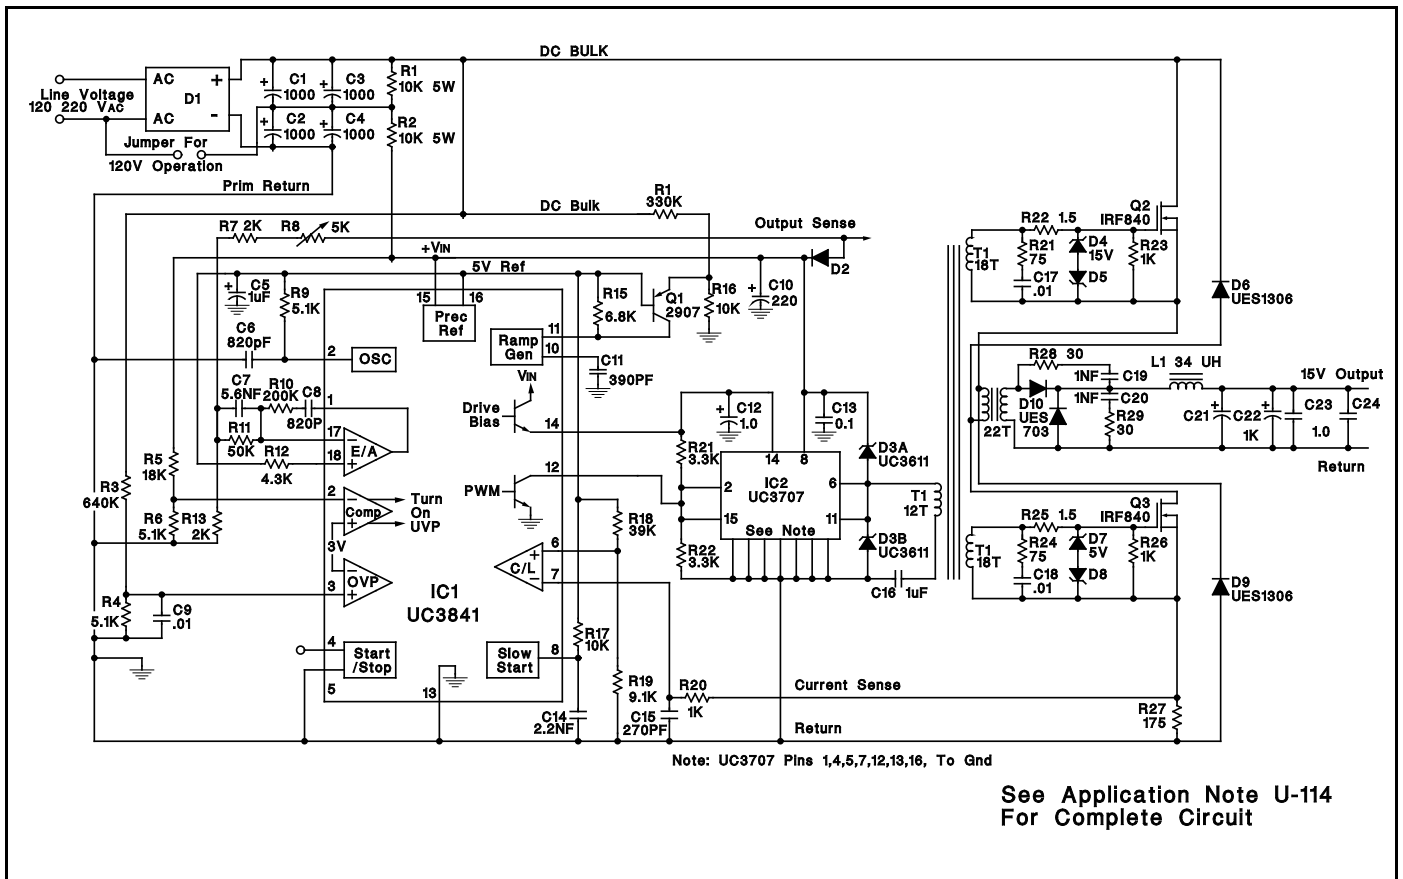 DC BULK
AC
+
C1
1000
C3
1000
R1
10K 5W
Line Voltage
120 220 VAC
D1
AC
-
C2
1000
C4
1000
R2
10K 5W
Jumper For
120V Operation
Prim Return
DC Bulk
R1
330K
R7 2K
R8
5K
Output Sense
+VIN
5V Ref
D2
C5
1uF
R9
5.1K
15
16
Prec
Ref
R15
6.8K
Q1
2907
R16
10K
C10
220
C6
820pF
2
OSC
Ramp
Gen
11
10
C11
390PF
C7
5.6NF
R10
200K
C8
820P
1
VIN
Drive
Bias
14
R11
50K
17
18
E/A
R12
4.3K
R5
18K
R3
640K
R6
5.1K
R13
2K
2
Comp
Turn
On
UVP
3V
OVP
3
PWM
12
C/L
6
7
R18
39K
IC1
UC3841
R4
5.1K
C9
.01
4
Start
/Stop
5
13
Slow
Start
8
R17
10K
C14
2.2NF
R19
9.1K
C15
270PF
R20
1K
Current Sense
Return
C12
1.0
C13
0.1
R21
3.3K
R22
3.3K
14
8
2
15
IC2
UC3707
6
11
See Note
D3A
UC3611
D3B
UC3611
C16
1uF
T1
12T
T1
18T
R22 1.5
R21
75
C17
.01
D4
15V
D5
R23
1K
Q2
IRF840
D6
UES1306
R28 30
1NF
C19
1NF
C20
R29
30
D10
UES
703
22T
L1 34 UH
15V Output
C21
C22
1K
C23
1.0
C24
Return
T1
18T
R25 1.5
R24
75
C18
.01
D7
5V
D8
R26
1K
Q3
IRF840
D9
UES1306
R27
175
Note: UC3707 Pins 1,4,5,7,12,13,16, To Gnd
See Application Note U-114
For Complete Circuit